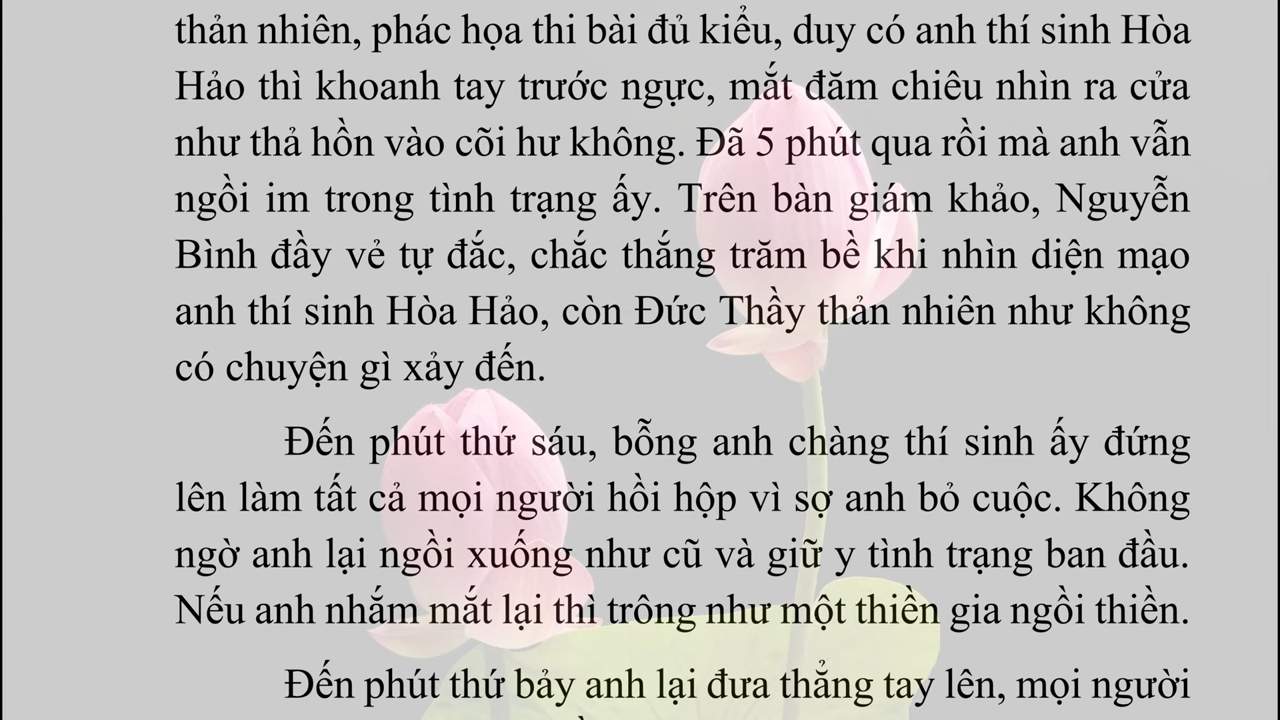 thản nhiên, phác họa thi bài đủ kiểu, duy có anh thí sinh Hòa
Hảo thì khoanh tay trước ngực, mắt đăm chiêu nhìn ra cửa
như thả hồn vào cõi hư không. Đã 5 phút qua rồi mà anh vẫn
ngồi im trong tình trạng ấy. Trên bàn giám khảo, Nguyễn
Bình đầy vẻ tự đắc, chắc thắng trăm bề khi nhìn diện mạo
anh thí sinh Hòa Hảo, còn Đức Thầy thản nhiên như không
có chuyện gì xảy đến.
Đến phút thứ sáu, bỗng anh chàng thí sinh ấy đứng
lên làm tất cả mọi người hồi hộp vì sợ anh bỏ cuộc. Không
ngờ anh lại ngồi xuống như cũ và giữ y tình trạng ban đầu.
Nếu anh nhắm mắt lại thì trông như một thiền gia ngồi thiền.
Đến phút thứ bảy anh lại đưa thẳng tay lên, mọi người